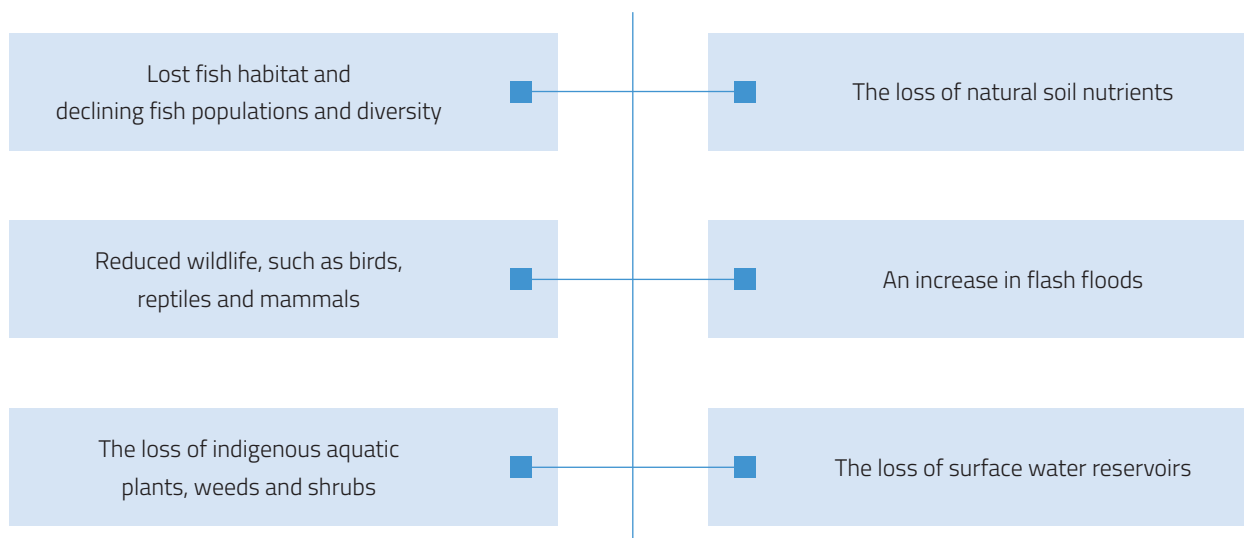 Lost fish habitat and
declining fish populations and diversity
The loss of natural soil nutrients
Reduced wildlife, such as birds,
reptiles and mammals
An increase in flash floods
The loss of indigenous aquatic
plants, weeds and shrubs
The loss of surface water reservoirs